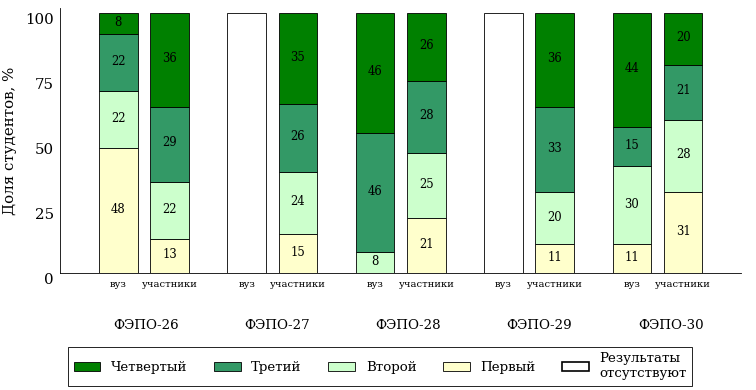 Доля студентов, %
100
75
50
25
0
8 36 35 46 26 36 44 20
22 29 26 46 28 33 15 21
22 22 24 8 25 20 30 28
48 13 15 21 11 11 31
вуз участники вуз участники вуз участники вуз участники вуз участники
ФЭПО-26 ФЭПО-27 ФЭПО-28 ФЭПО-29 ФЭПО-30
Четвертый Третий Второй Первый Результаты
отсутствуют